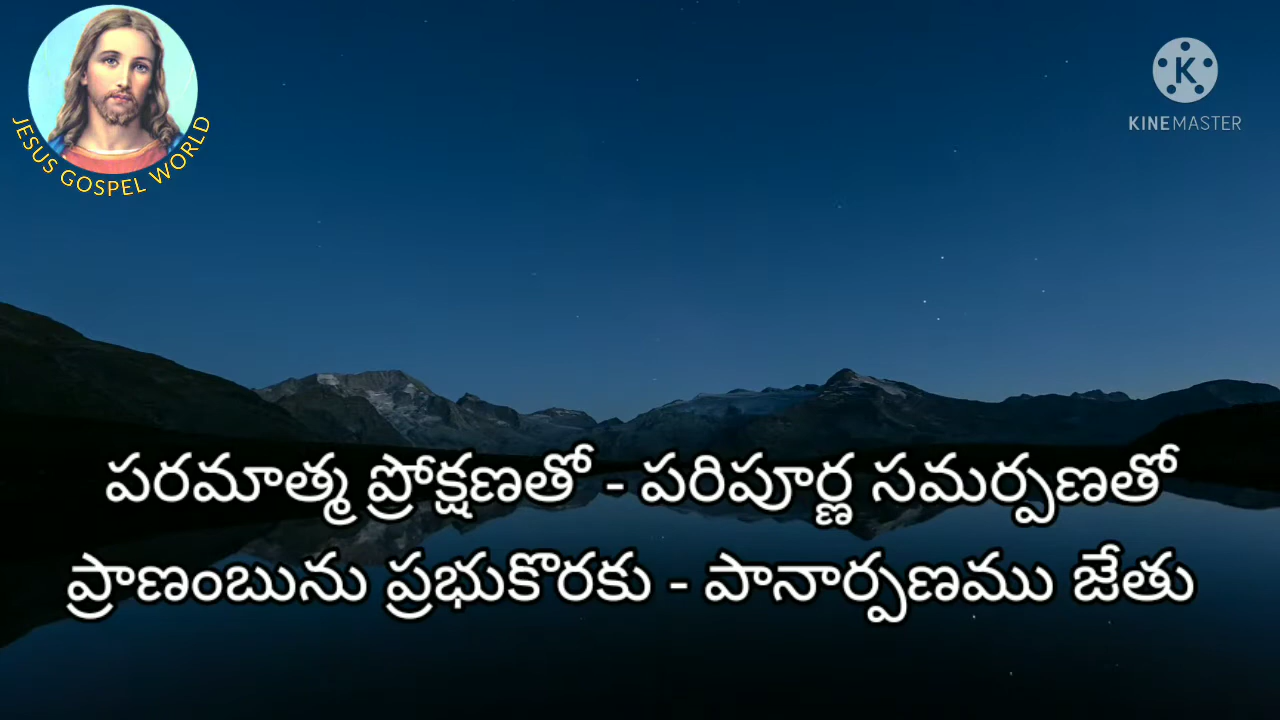 JESUS GOSPEL WORLD
KINEMASTER
పరమాత్మ ప్రోక్షణతో - పరిపూర్ణ సమర్పణతో
ప్రాణంబును ప్రభుకొరకు - పానార్పణము జేతు